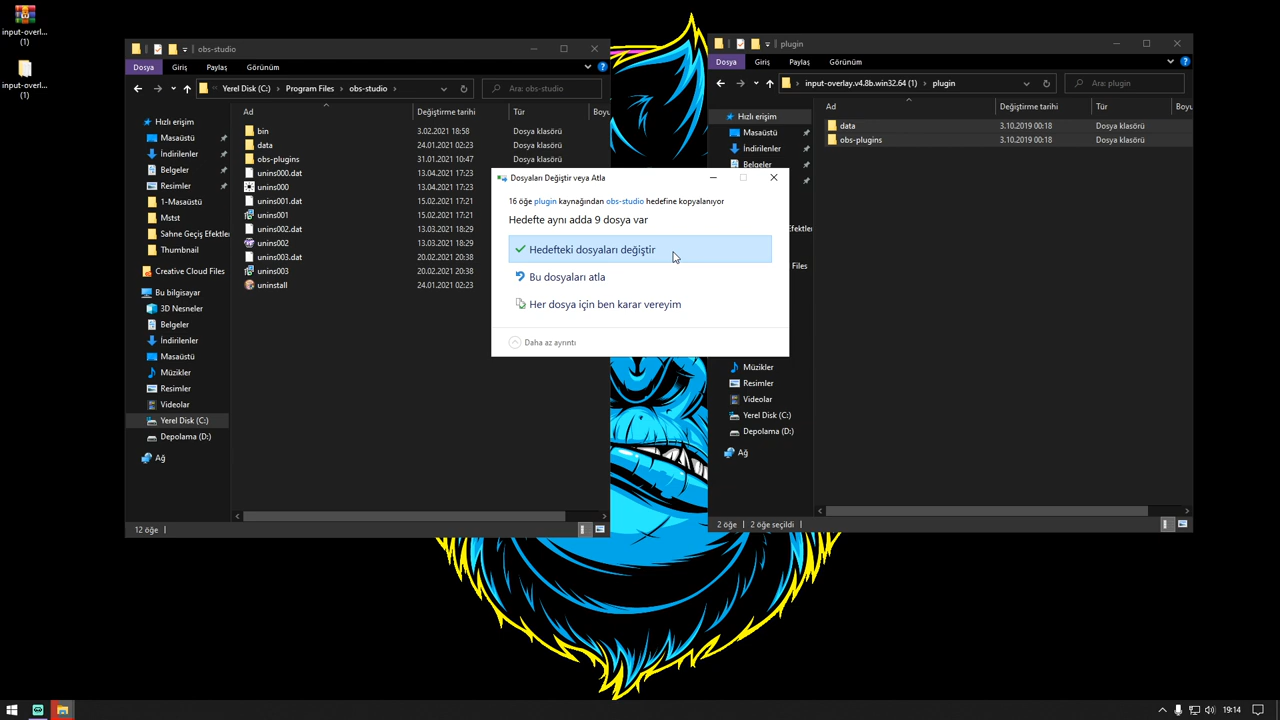 input-overl...
(1)
input-overl...
(1)
obs-studio
Dosya Giriş Paylaş Görünüm
Yerel Disk (C:) Program Files obs-studio
Ara: obs-studio
Ad Değiştirme tarihi Tür Boyu
Hızlı erişim
Masaüstü
İndirilenler
Belgeler
Resimler
1-Masaüstü
Mstst
Sahne Geçiş Efektler
Thumbnail
Creative Cloud Files
Bu bilgisayar
3D Nesneler
Belgeler
İndirilenler
Masaüstü
Müzikler
Resimler
Videolar
Yerel Disk (C:)
Depolama (D:)
Ağ
bin 3.02.2021 18:58 Dosya klasörü
data 24.01.2021 02:23 Dosya klasörü
obs-plugins 31.01.2021 10:47 Dosya klasörü
unins000.dat 13.04.2021 17:23
unins000 13.04.2021 17:23
unins001.dat 15.02.2021 17:21
unins001 15.02.2021 17:21
unins002.dat 13.03.2021 18:29
unins002 13.03.2021 18:29
unins003.dat 20.02.2021 20:38
unins003 20.02.2021 20:38
uninstall 24.01.2021 02:23
12 öğe
Dosyaları Değiştir veya Atla
16 öğe plugin kaynağından obs-studio hedefine kopyalanıyor
Hedefte aynı adda 9 dosya var
Hedefteki dosyaları değiştir
Bu dosyaları atla
Her dosya için ben karar vereyim
Daha az ayrıntı
plugin
Dosya Giriş Paylaş Görünüm
input-overlay.v4.8b.win32.64 (1) plugin
Ara: plugin
Ad Değiştirme tarihi Tür Boyu
Hızlı erişim
Masaüstü
İndirilenler
Belgeler
Efektler
Files
Müzikler
Resimler
Videolar
Yerel Disk (C:)
Depolama (D:)
Ağ
data 3.10.2019 00:18 Dosya klasörü
obs-plugins 3.10.2019 00:18 Dosya klasörü
2 öğe 2 öğe seçildi
19:14